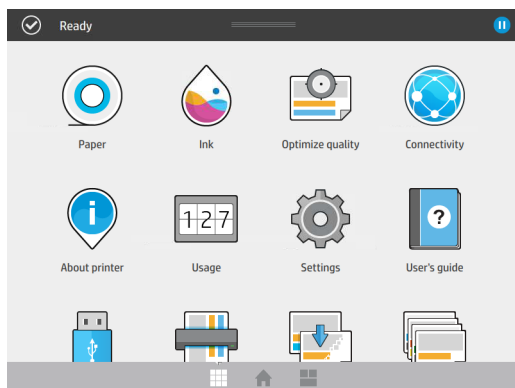 Ready
Paper
Ink
Optimize quality
Connectivity
i
127
?
About printer
Usage
Settings
User's guide